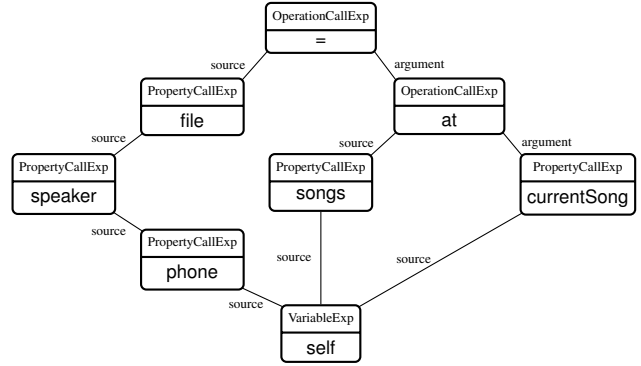 OperationCallExp
=
source
argument
PropertyCallExp
file
OperationCallExp
at
source
source
argument
PropertyCallExp
speaker
PropertyCallExp
songs
PropertyCallExp
currentSong
source
PropertyCallExp
phone
source
source
source
VariableExp
self